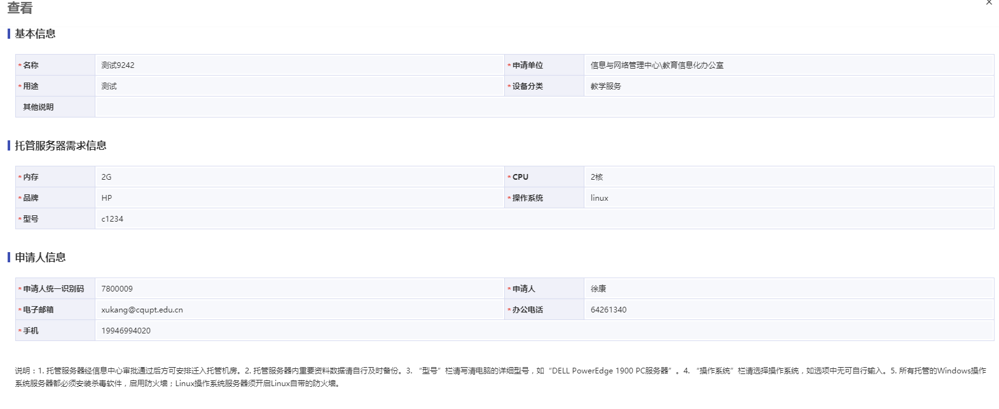 查看
×
基本信息
*名称 测试9242 *申请单位 信息与网络管理中心\教育信息化办公室
*用途 测试 *设备分类 教学服务
其他说明
托管服务器需求信息
*内存 2G *CPU 2核
*品牌 HP *操作系统 linux
*型号 c1234
申请人信息
*申请人统一识别码 7800009 *申请人 徐康
*电子邮箱 xukang@cqupt.edu.cn *办公电话 64261340
*手机 19946994020
说明：1. 托管服务器经信息中心审批通过后方可安排迁入托管机房。2. 托管服务器内重要资料数据请自行及时备份。3. “型号”栏请写清电脑的详细型号，如“DELL PowerEdge 1900 PC服务器”。4. “操作系统”栏请选择操作系统，如选项中无可自行输入。5. 所有托管的Windows操作
系统服务器都必须安装杀毒软件，启用防火墙；Linux操作系统服务器须开启Linux自带的防火墙。